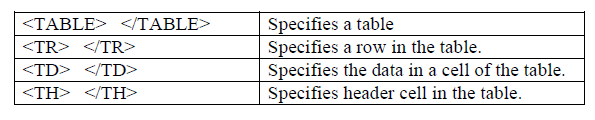 <TABLE> </TABLE> Specifies a table
<TR> </TR> Specifies a row in the table.
<TD> </TD> Specifies the data in a cell of the table.
<TH> </TH> Specifies header cell in the table.